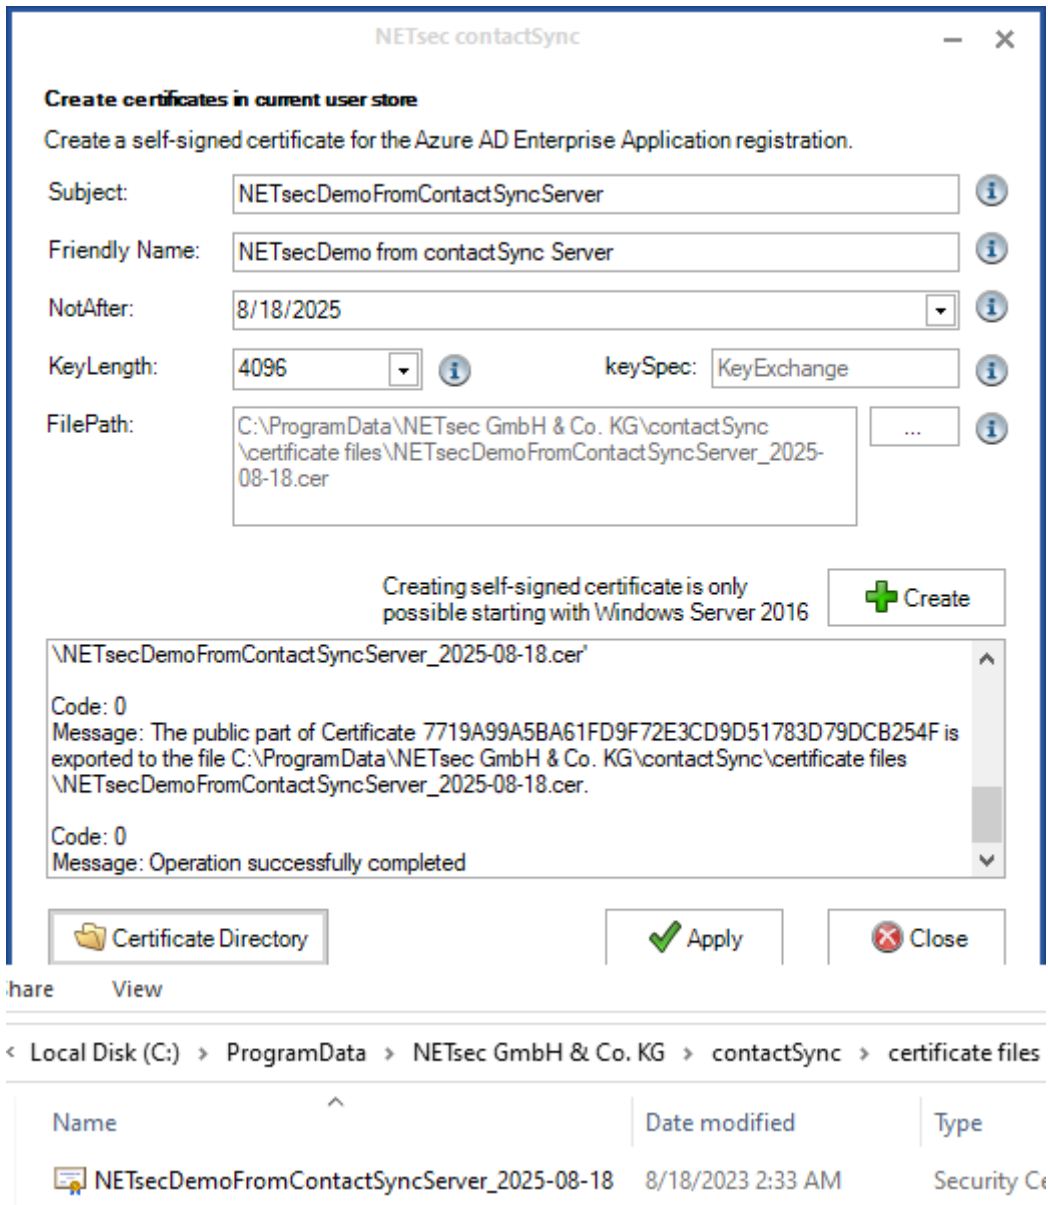 NETsec contactSync
Create certificates in current user store
Create a self-signed certificate for the Azure AD Enterprise Application registration.
Subject: NETsecDemoFromContactSyncServer
Friendly Name: NETsecDemo from contactSync Server
NotAfter: 8/18/2025
KeyLength: 4096 keySpec: KeyExchange
FilePath: C:\ProgramData\NETsec GmbH & Co. KG\contactSync ...
\certificate files\NETsecDemoFromContactSyncServer_2025-
08-18.cer
Creating self-signed certificate is only
possible starting with Windows Server 2016
Create
\NETsecDemoFromContactSyncServer_2025-08-18.cer'
Code: 0
Message: The public part of Certificate 7719A99A5BA61FD9F72E3CD9D51783D79DCB254F is
exported to the file C:\ProgramData\NETsec GmbH & Co. KG\contactSync\certificate files
\NETsecDemoFromContactSyncServer_2025-08-18.cer.
Code: 0
Message: Operation successfully completed
Certificate Directory Apply Close
View
Local Disk (C:) > ProgramData > NETsec GmbH & Co. KG > contactSync > certificate files
Name Date modified Type
NETsecDemoFromContactSyncServer_2025-08-18 8/18/2023 2:33 AM Security